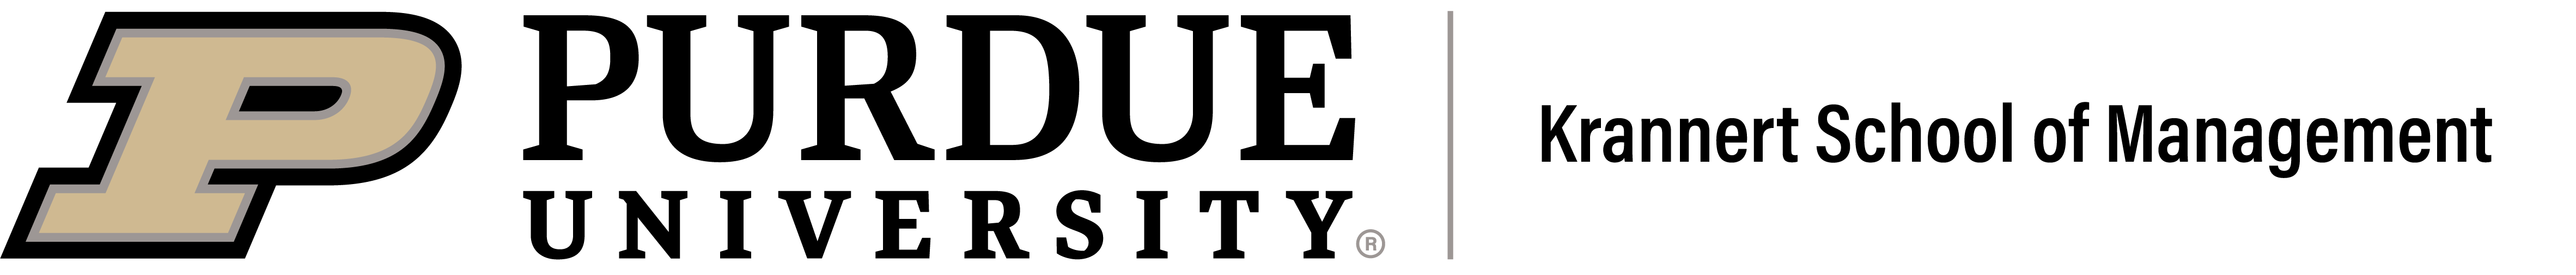 P
PURDUE
UNIVERSITY®
Krannert School of Management